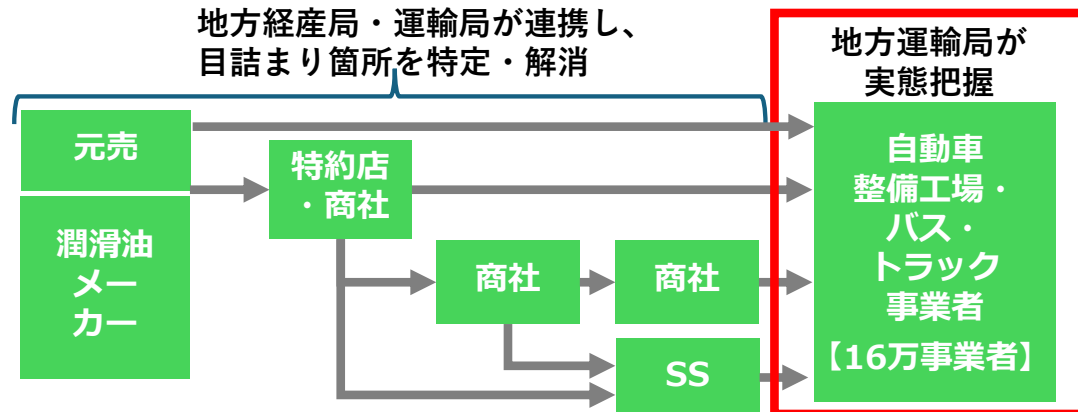 地方経産局・運輸局が連携し、
目詰まり箇所を特定・解消
地方運輸局が
実態把握
元売
潤滑油
メー
カー
特約店
・商社
商社
商社
SS
自動車
整備工場・
バス・
トラック
事業者
【16万事業者】